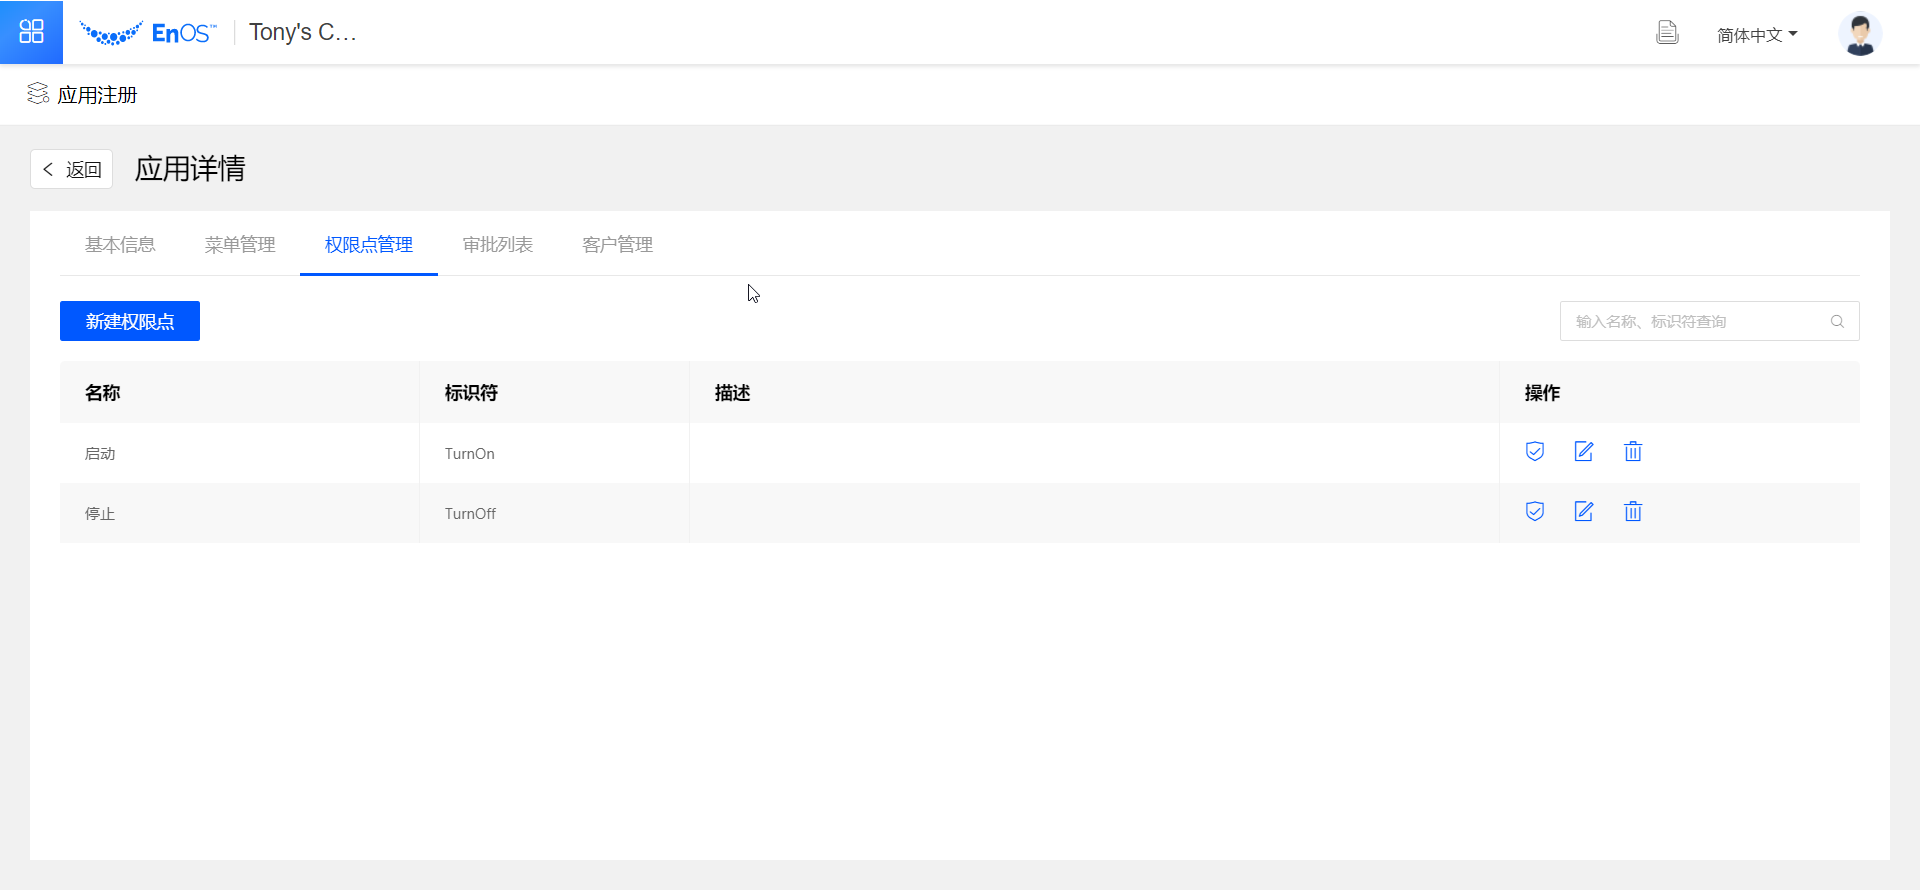 EnOS™ Tony's C... 简体中文
应用注册
返回 应用详情
基本信息 菜单管理 权限点管理 审批列表 客户管理
新建权限点 输入名称、标识符查询
名称 标识符 描述 操作
启动 TurnOn
停止 TurnOff